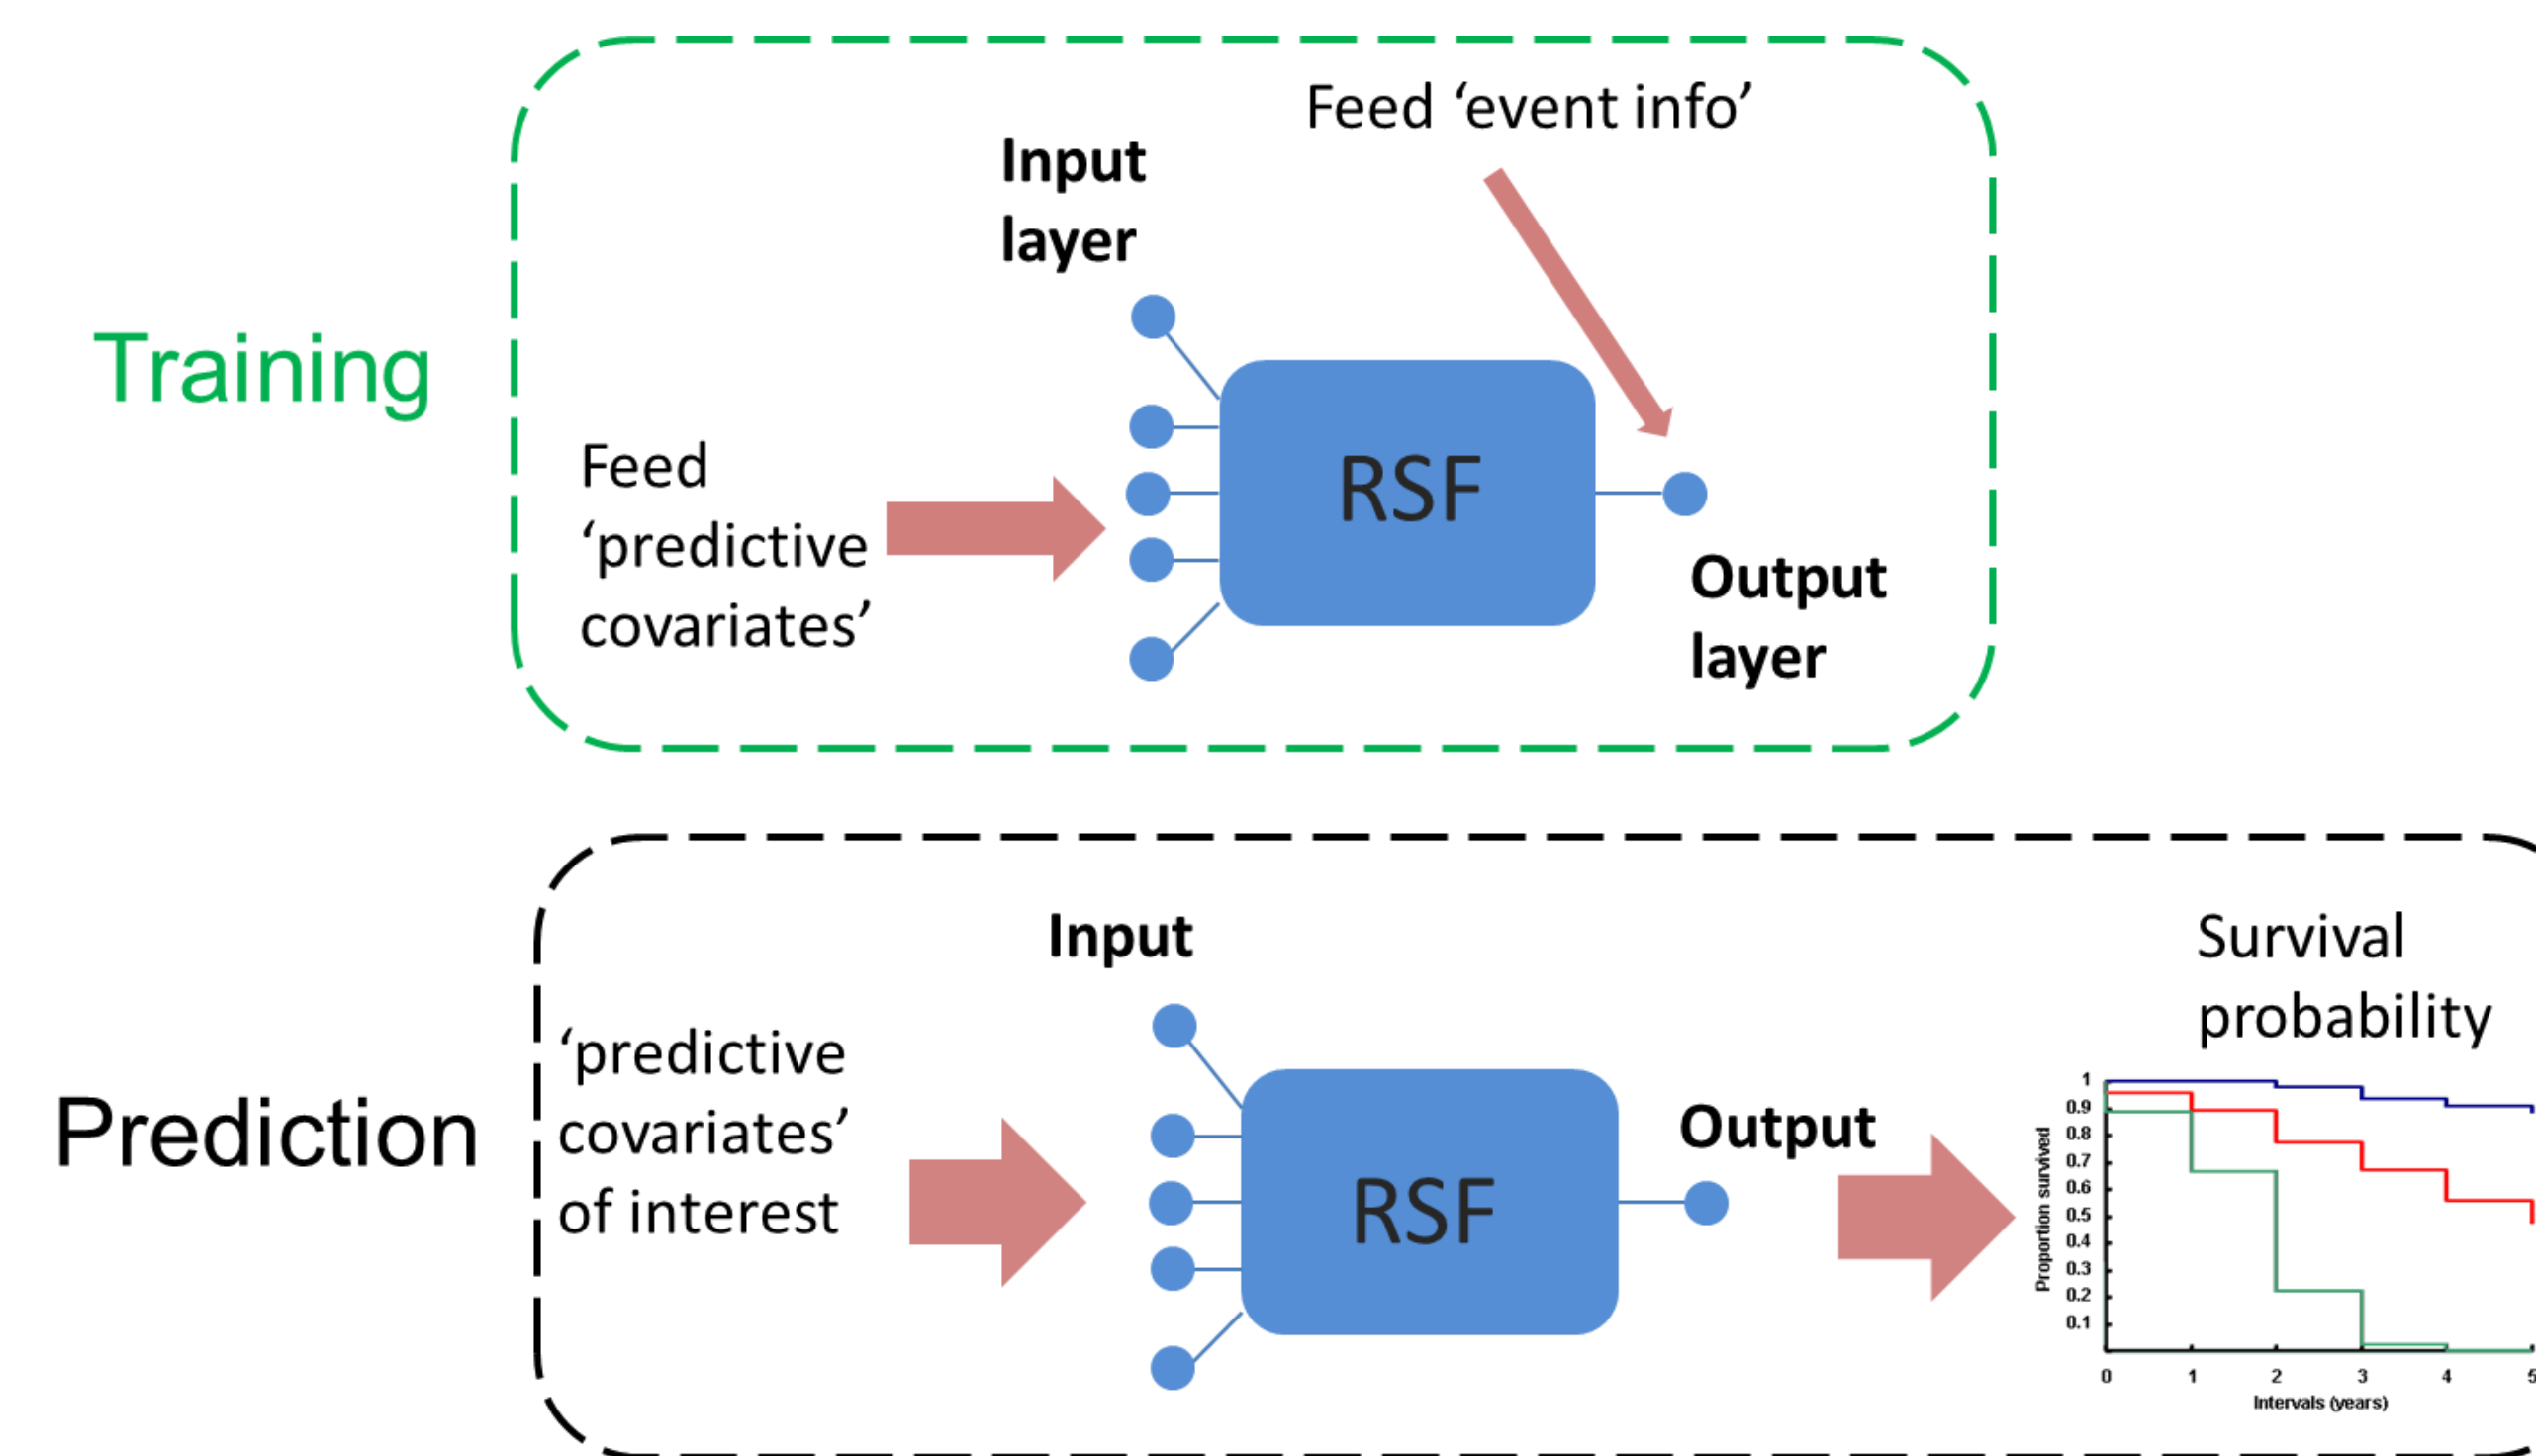 Training
Feed ‘event info’
Input
layer
Feed
‘predictive
covariates’
RSF
Output
layer
Prediction
Input
‘predictive
covariates’
of interest
RSF
Output
Survival
probability
Proportion survived
1
0.9
0.8
0.7
0.6
0.5
0.4
0.3
0.2
0.1
0 1 2 3 4 5
Intervals (years)